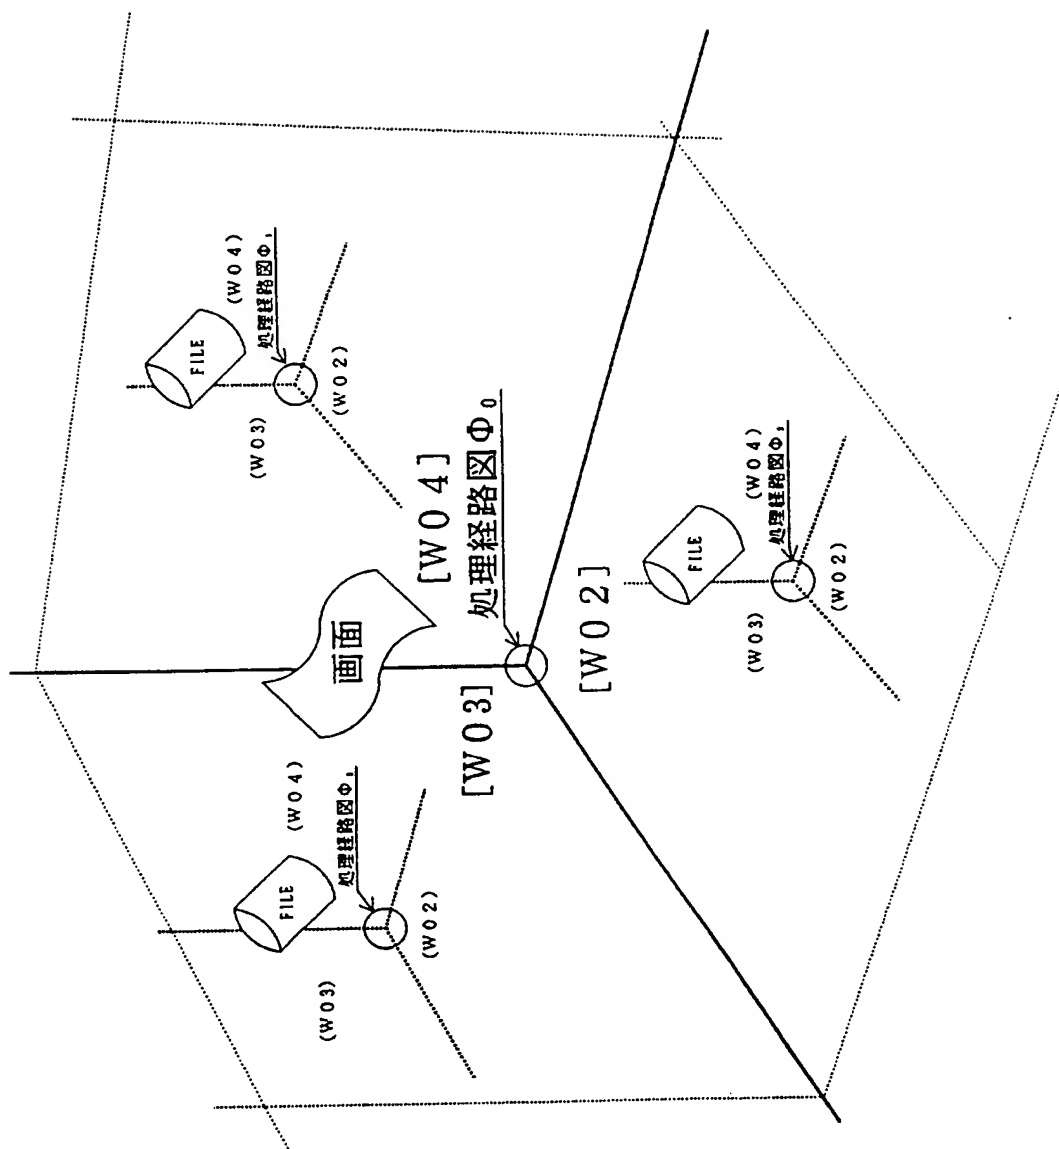 FILE
(W04)
処理経路図Φ₁
(W03)
(W02)
FILE
(W04)
処理経路図Φ₁
(W03)
(W02)
画面
[W04]
処理経路図Φ₀
[W03]
[W02]
FILE
(W04)
処理経路図Φ₁
(W03)
(W02)